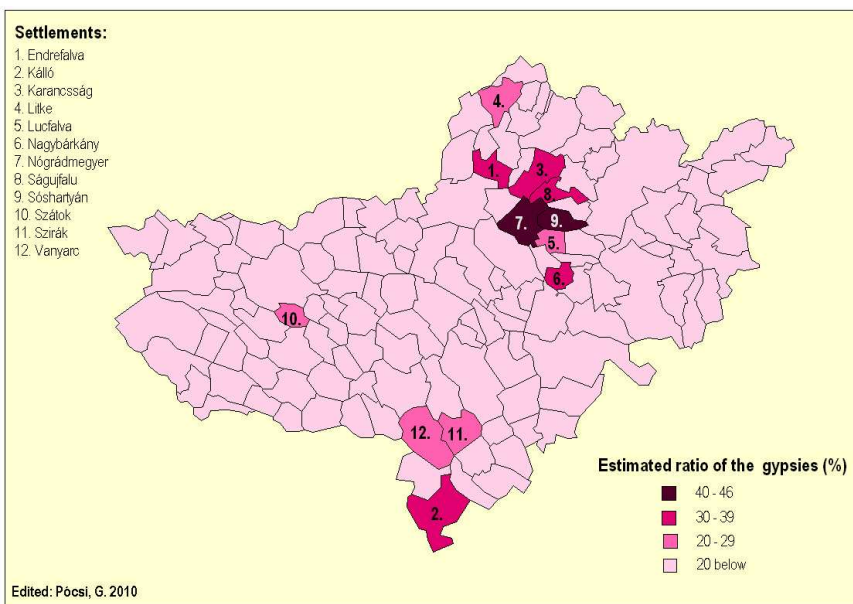 Settlements:
1. Endrefalva
2. Kálló
3. Karancsság
4. Litke
5. Lucfalva
6. Nagybárkány
7. Nógrádmegyer
8. Ságujfalu
9. Sóshartyán
10. Szátok
11. Szirák
12. Vanyarc
4.
1.
3.
8.
7.
9.
5.
6.
10.
12.
11.
2.
Estimated ratio of the gypsies (%)
40 - 46
30 - 39
20 - 29
20 below
Edited: Pócsi, G. 2010